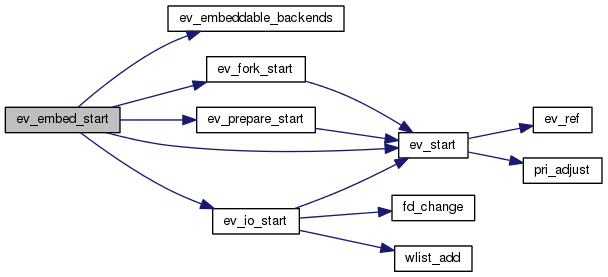 ev_embeddable_backends
ev_fork_start
ev_embed_start
ev_prepare_start
ev_ref
ev_start
pri_adjust
fd_change
ev_io_start
wlist_add